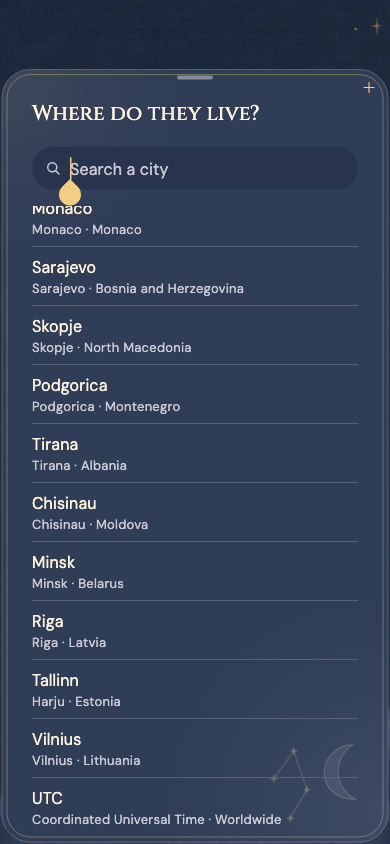 Where do they live?
Search a city
Monaco
Monaco · Monaco
Sarajevo
Sarajevo · Bosnia and Herzegovina
Skopje
Skopje · North Macedonia
Podgorica
Podgorica · Montenegro
Tirana
Tirana · Albania
Chisinau
Chisinau · Moldova
Minsk
Minsk · Belarus
Riga
Riga · Latvia
Tallinn
Harju · Estonia
Vilnius
Vilnius · Lithuania
UTC
Coordinated Universal Time · Worldwide